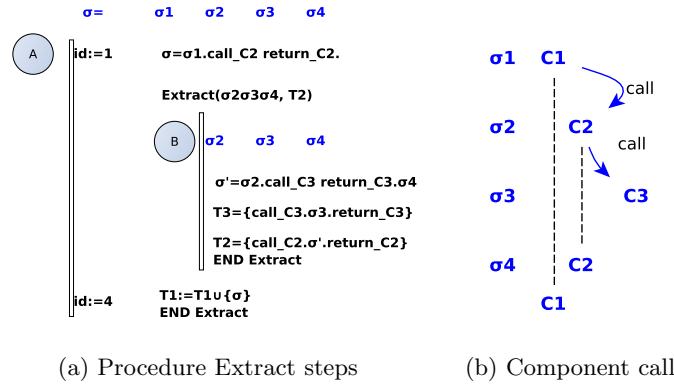 σ= σ1 σ2 σ3 σ4
A
id:=1 σ=σ1.call_C2 return_C2.
Extract(σ2σ3σ4, T2)
B
σ2 σ3 σ4
σ'=σ2.call_C3 return_C3.σ4
T3={call_C3.σ3.return_C3}
T2={call_C2.σ'.return_C2}
END Extract
id:=4 T1:=T1∪{σ}
END Extract
(a) Procedure Extract steps
σ1 C1
call
σ2 C2
call
σ3 C3
σ4 C2
C1
(b) Component call